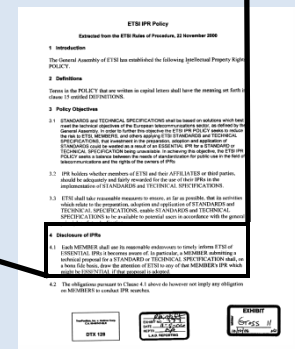 ETSI IPR Policy
Extracted from the ETSI Rules of Procedure, 22 November 2000
1 Introduction
The General Assembly of ETSI has established the following Intellectual Property Rights
POLICY.
2 Definitions
Terms in the POLICY that are written in capital letters shall have the meaning set forth in
clause 15 entitled DEFINITIONS.
3 Policy Objectives
3.1 STANDARDS and TECHNICAL SPECIFICATIONS shall be based on solutions which best
meet the technical objectives of the European telecommunications sector, as defined by the
General Assembly. In order to further this objective the ETSI IPR POLICY seeks to reduce
the risk to ETSI, MEMBERS, and others applying ETSI STANDARDS and TECHNICAL
SPECIFICATIONS, that investment in the preparation, adoption and application of
STANDARDS could be wasted as a result of an ESSENTIAL IPR for a STANDARD or
TECHNICAL SPECIFICATION being unavailable. In achieving this objective, the ETSI IPR
POLICY seeks a balance between the needs of standardization for public use in the field of
telecommunications and the rights of the owners of IPRs.
3.2 IPR holders whether members of ETSI and their AFFILIATES or third parties,
should be adequately and fairly rewarded for the use of their IPRs in the
implementation of STANDARDS and TECHNICAL SPECIFICATIONS.
3.3 ETSI shall take reasonable measures to ensure, as far as possible, that its activities
which relate to the preparation, adoption and application of STANDARDS and
TECHNICAL SPECIFICATIONS, enable STANDARDS and TECHNICAL
SPECIFICATIONS to be available to potential users in accordance with the general
4 Disclosure of IPRs
4.1 Each MEMBER shall use its reasonable endeavours to timely inform ETSI of
ESSENTIAL IPRs it becomes aware of. In particular, a MEMBER submitting a
technical proposal for a STANDARD or TECHNICAL SPECIFICATION shall, on
a bona fide basis, draw the attention of ETSI to any of that MEMBER's IPR which
might be ESSENTIAL if that proposal is adopted.
4.2 The obligations pursuant to Clause 4.1 above do however not imply any obligation
on MEMBERS to conduct IPR searches.
DTX 129
EXHIBIT
Gross 11